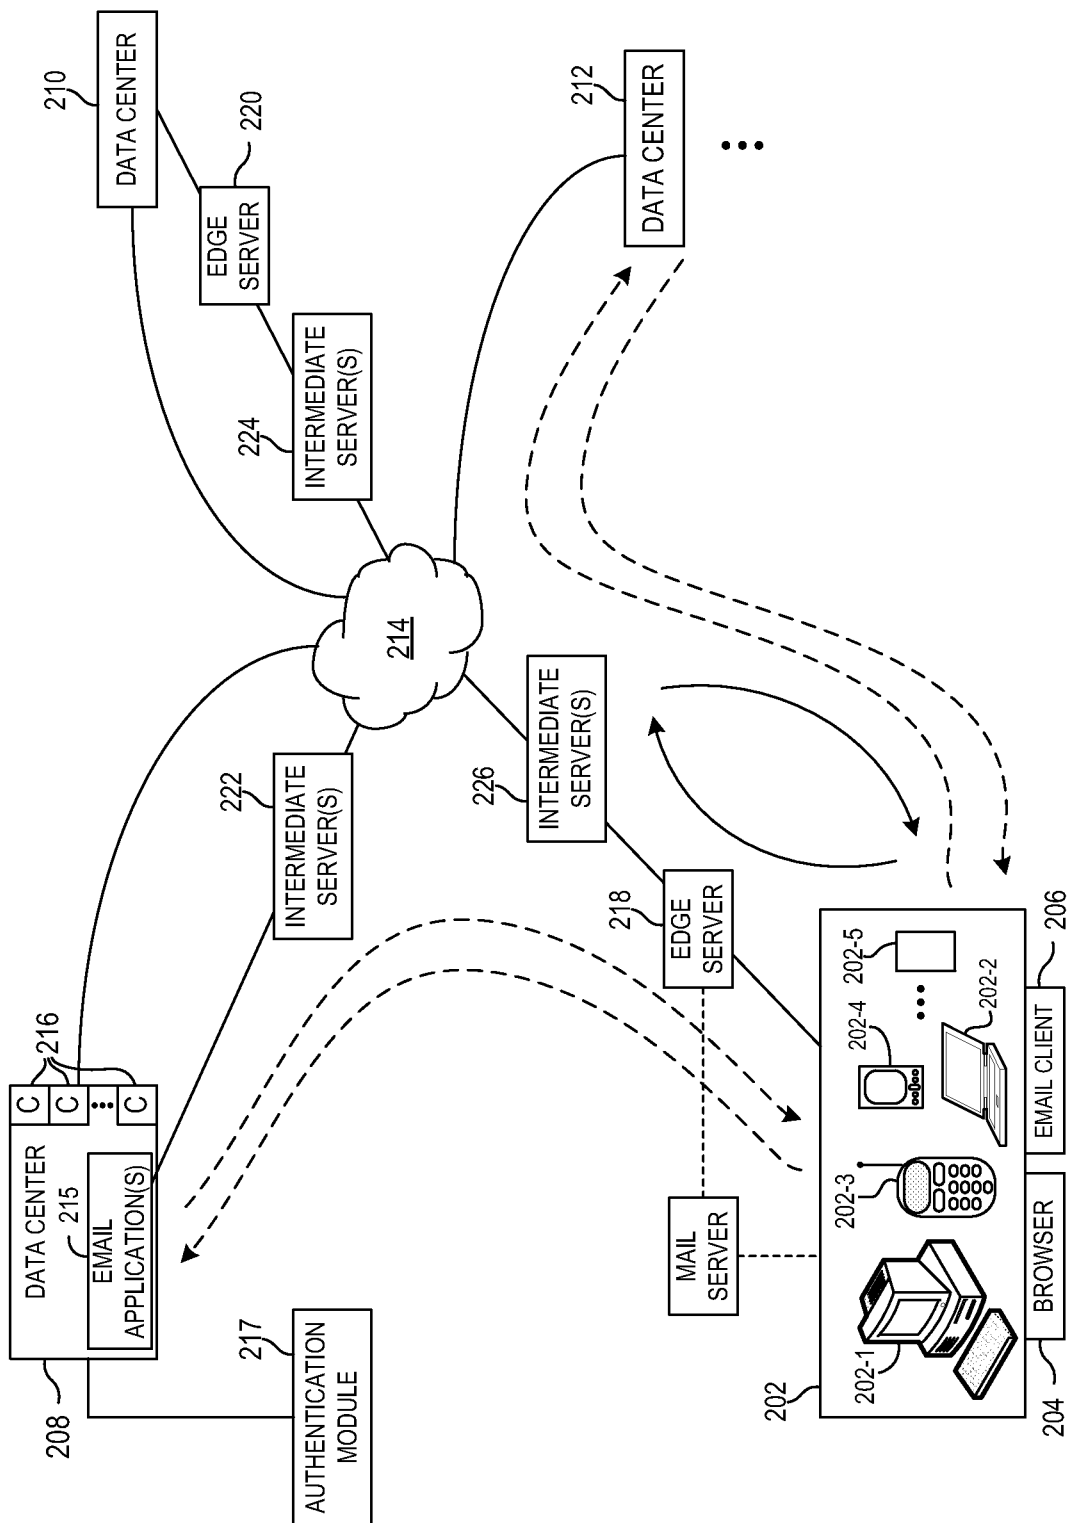 210
DATA CENTER
220
EDGE
SERVER
224
INTERMEDIATE
SERVER(S)
212
DATA CENTER
214
222
INTERMEDIATE
SERVER(S)
226
INTERMEDIATE
SERVER(S)
218
EDGE
SERVER
216
C
C
C
DATA CENTER
215
EMAIL
APPLICATION(S)
208
217
AUTHENTICATION
MODULE
MAIL
SERVER
202
202-1
202-3
202-4
202-5
202-2
BROWSER
204
EMAIL CLIENT
206